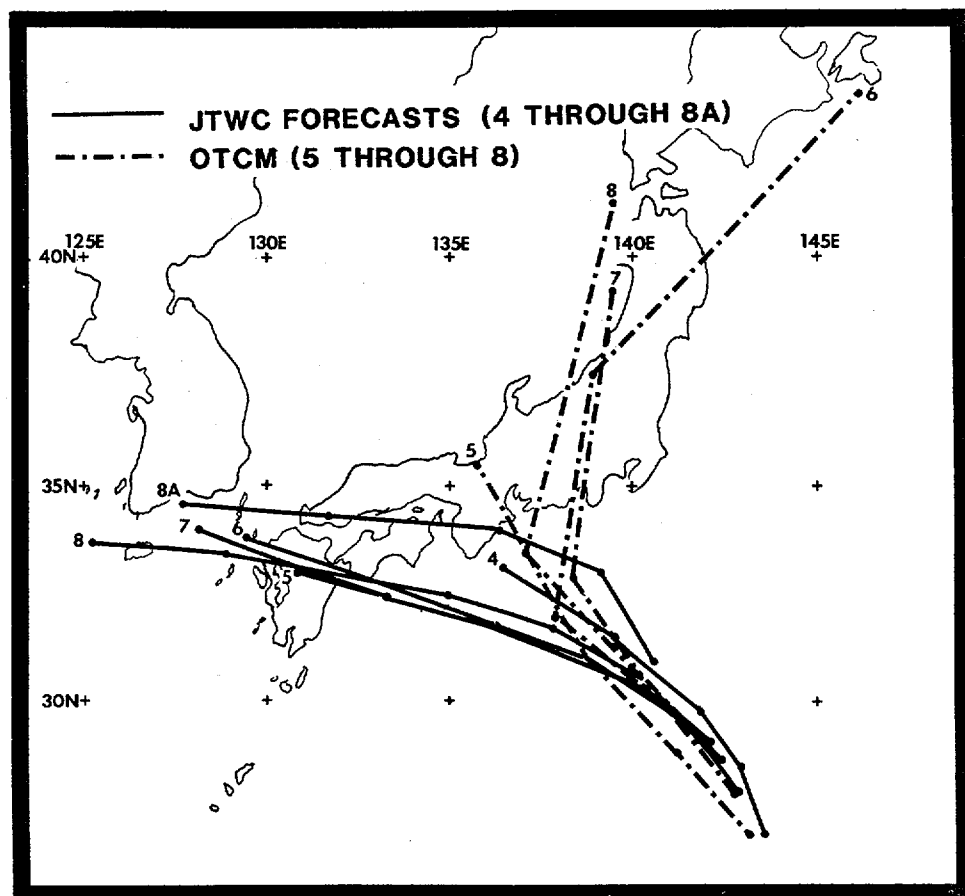 JTWC FORECASTS (4 THROUGH 8A)
OTCM (5 THROUGH 8)
6
8
125E 130E 135E 140E 145E
40N
7
5
35N
8A
7
6
4
8
5
30N